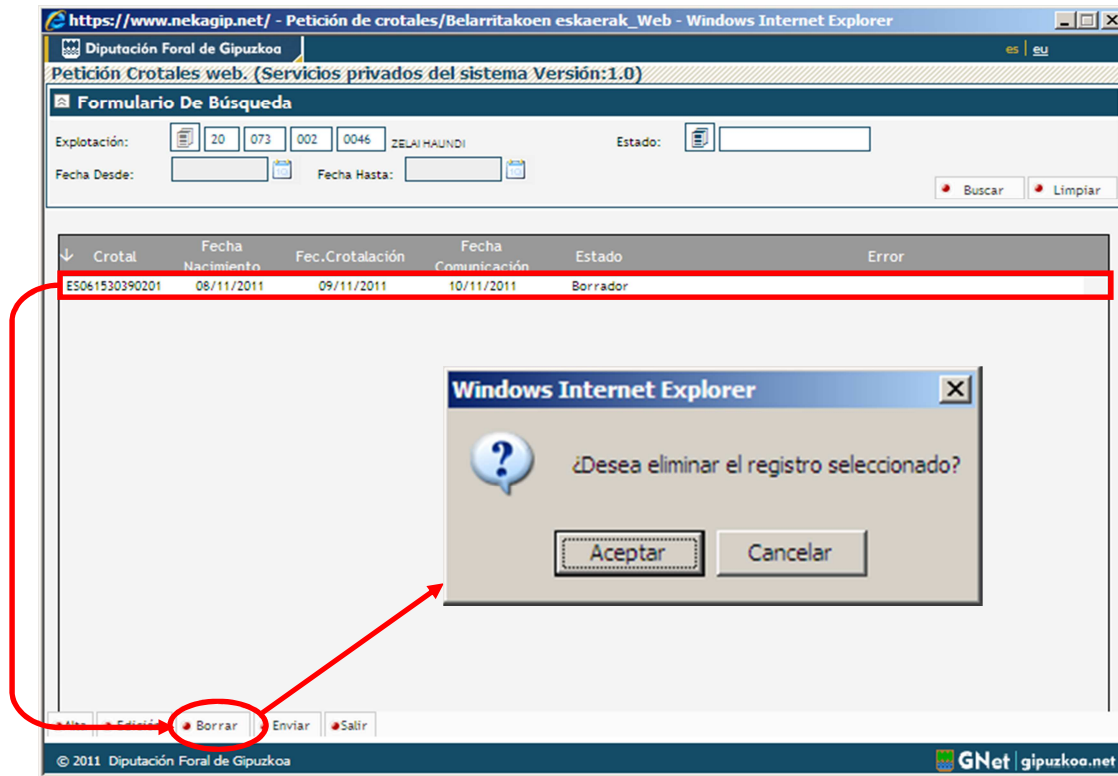 https://www.nekagip.net/ - Petición de crotales/Belarritakoen eskaerak_Web - Windows Internet Explorer
Diputación Foral de Gipuzkoa
es | eu
Petición Crotales web. (Servicios privados del sistema Versión:1.0)
Formulario De Búsqueda
Explotación: 20 073 002 0046 ZELAI HAUNDI Estado:
Fecha Desde: Fecha Hasta:
Buscar Limpiar
Crotal Fecha Nacimiento Fec.Crotalación Fecha Comunicación Estado Error
ES061530390201 08/11/2011 09/11/2011 10/11/2011 Borrador
Windows Internet Explorer
¿Desea eliminar el registro seleccionado?
Aceptar Cancelar
Alta Edición Borrar Enviar Salir
© 2011 Diputación Foral de Gipuzkoa
GNet gipuzkoa.net